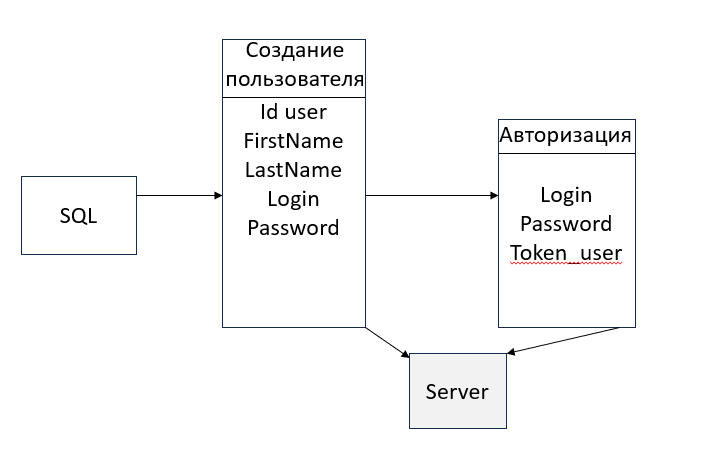 SQL
Создание
пользователя
Id user
FirstName
LastName
Login
Password
Авторизация
Login
Password
Token_user
Server